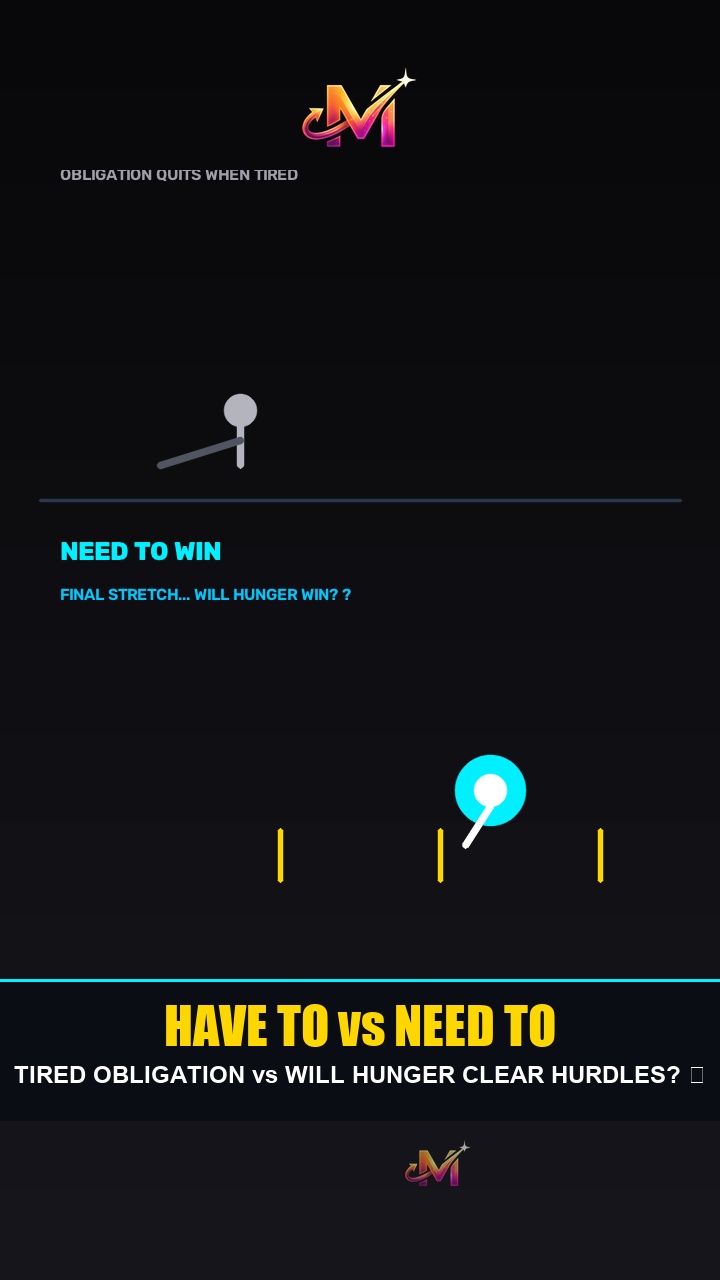 M
OBLIGATION QUITS WHEN TIRED
NEED TO WIN
FINAL STRETCH... WILL HUNGER WIN? ?
HAVE TO vs NEED TO
TIRED OBLIGATION vs WILL HUNGER CLEAR HURDLES? 
M